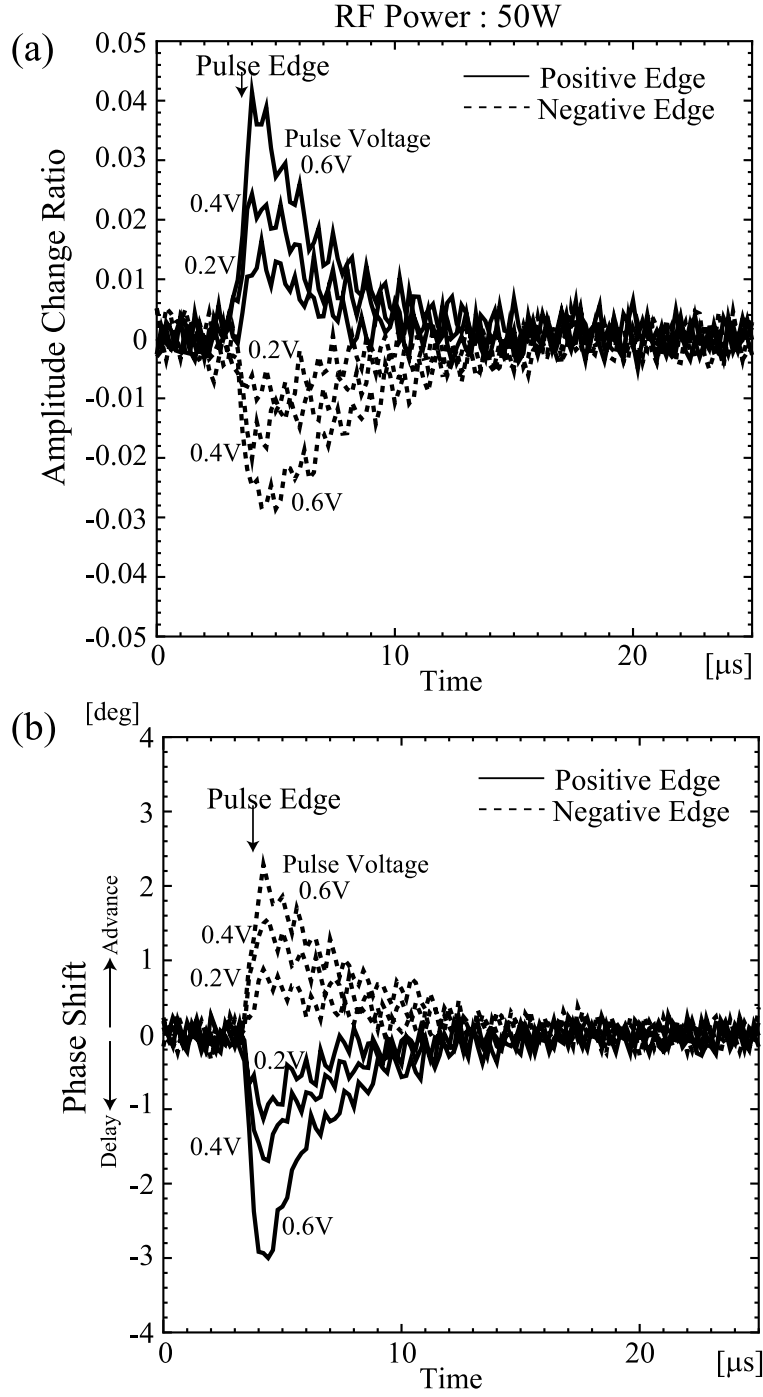 RF Power : 50W
(a)
0.05
0.04
0.03
0.02
0.01
0
-0.01
-0.02
-0.03
-0.04
-0.05
Amplitude Change Ratio
Pulse Edge
Positive Edge
Negative Edge
Pulse Voltage
0.6V
0.4V
0.2V
0.2V
0.4V
0.6V
0
10
20
[μs]
Time
(b)
[deg]
4
3
2
1
0
-1
-2
-3
-4
Phase Shift
Delay
Advance
Pulse Edge
Positive Edge
Negative Edge
Pulse Voltage
0.6V
0.4V
0.2V
0.2V
0.4V
0.6V
0
10
20
[μs]
Time